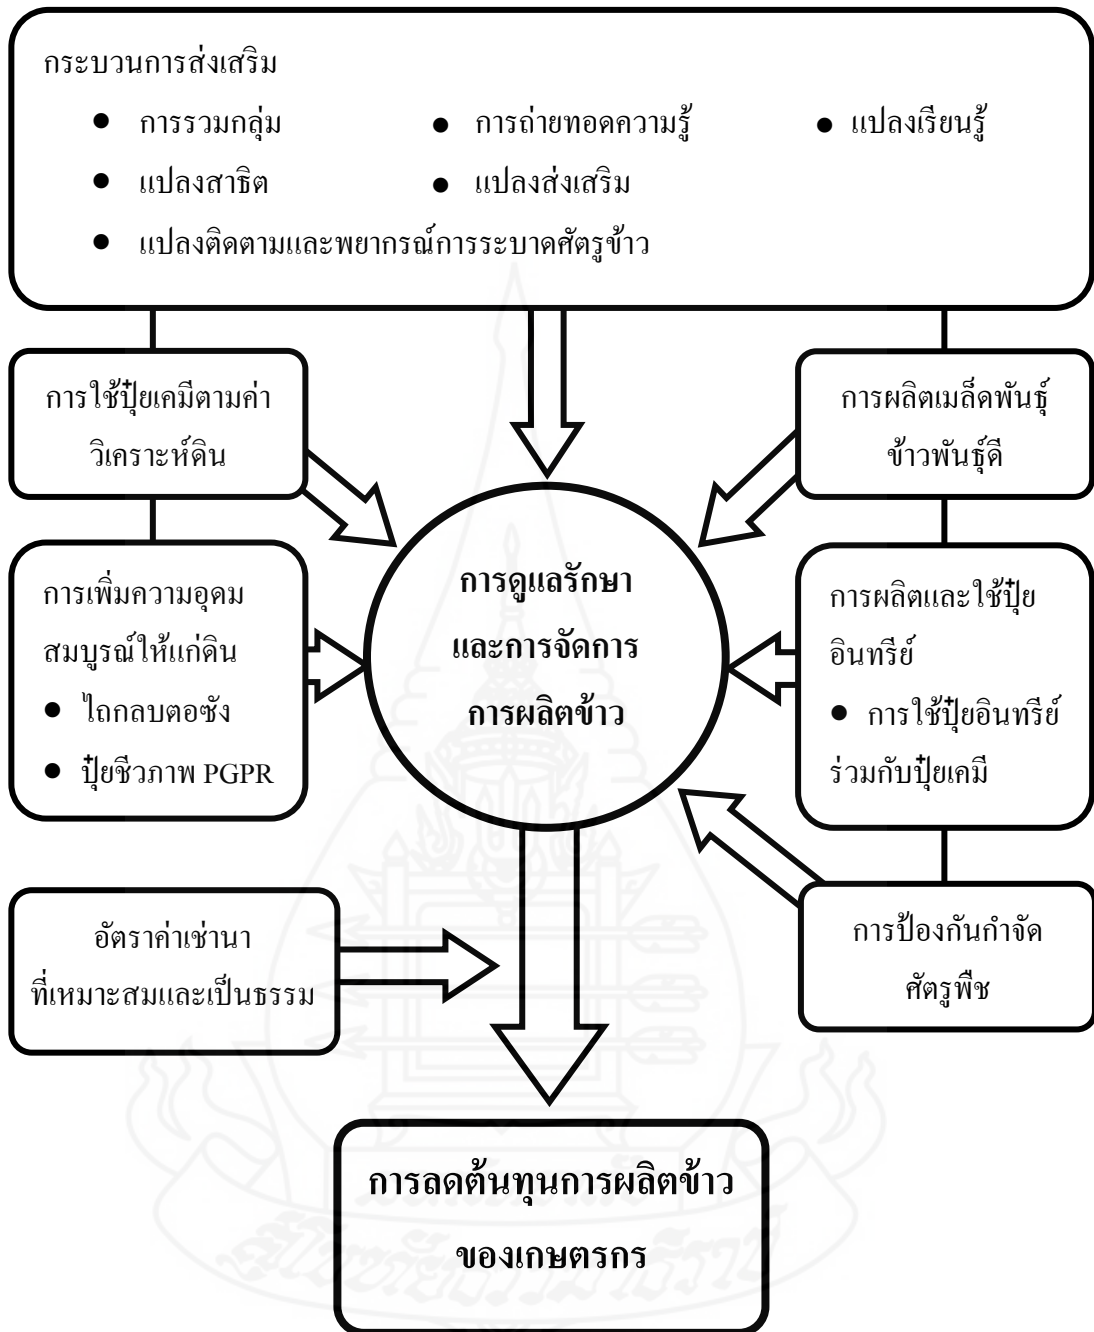 กระบวนการส่งเสริม
● การรวมกลุ่ม ● การถ่ายทอดความรู้ ● แปลงเรียนรู้
● แปลงสาธิต ● แปลงส่งเสริม
● แปลงติดตามและพยากรณ์การระบาดศัตรูข้าว
การใช้ปุ๋ยเคมีตามค่า
วิเคราะห์ดิน
การผลิตเมล็ดพันธุ์
ข้าวพันธุ์ดี
การเพิ่มความอุดม
สมบูรณ์ให้แก่ดิน
● ไถกลบตอซัง
● ปุ๋ยชีวภาพ PGPR
การดูแลรักษา
และการจัดการ
การผลิตข้าว
การผลิตและใช้ปุ๋ย
อินทรีย์
● การใช้ปุ๋ยอินทรีย์
ร่วมกับปุ๋ยเคมี
อัตราค่าเช่านา
ที่เหมาะสมและเป็นธรรม
การป้องกันกำจัด
ศัตรูพืช
การลดต้นทุนการผลิตข้าว
ของเกษตรกร